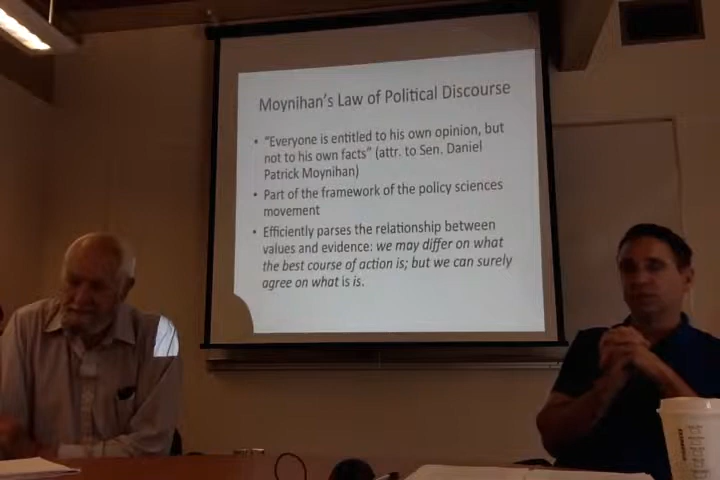 Moynihan's Law of Political Discourse
• "Everyone is entitled to his own opinion, but
not to his own facts" (attr. to Sen. Daniel
Patrick Moynihan)
• Part of the framework of the policy sciences
movement
• Efficiently parses the relationship between
values and evidence: we may differ on what
the best course of action is; but we can surely
agree on what is is.